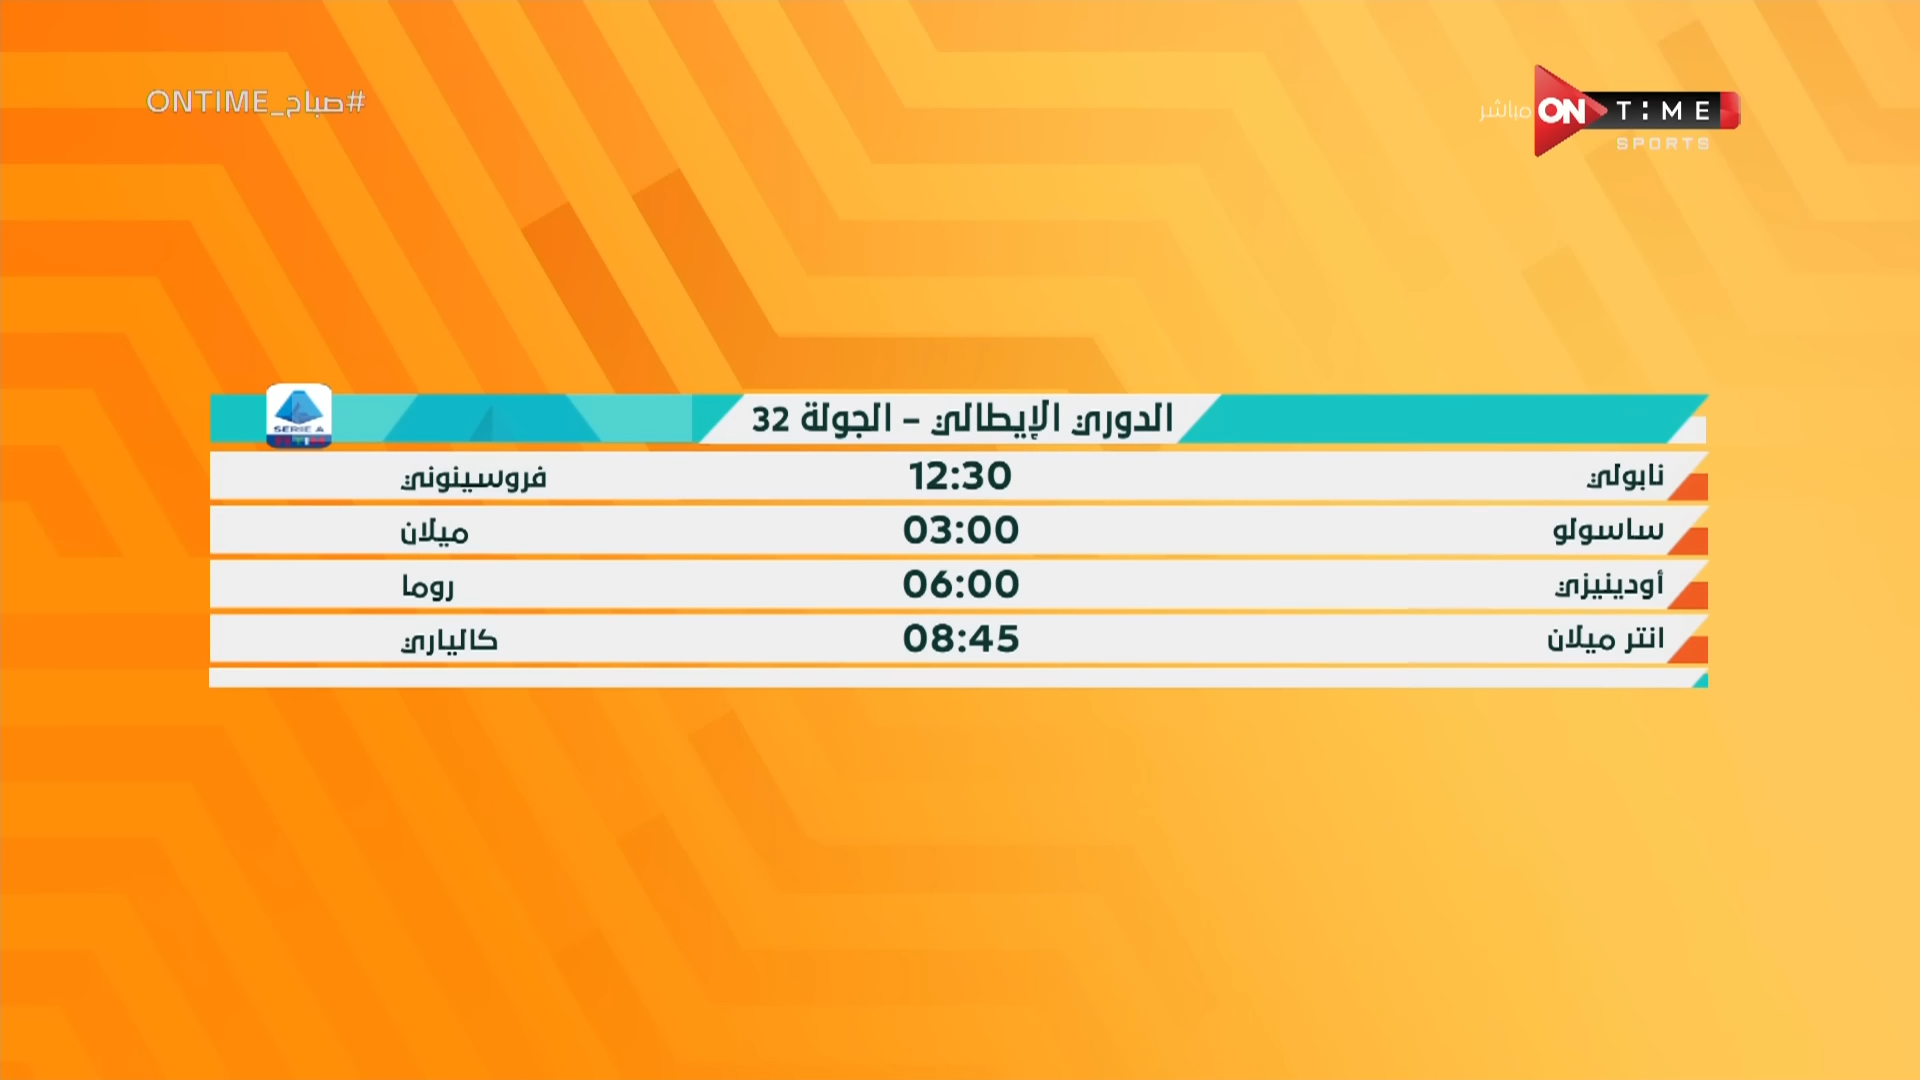 #صباح_ONTIME
مباشر ON TIME
SPORTS
الدوري الإيطالي – الجولة 32
SERIE A
نابولي 12:30 فروسينوني
ساسولو 03:00 ميلان
أودينيزي 06:00 روما
انتر ميلان 08:45 كالياري